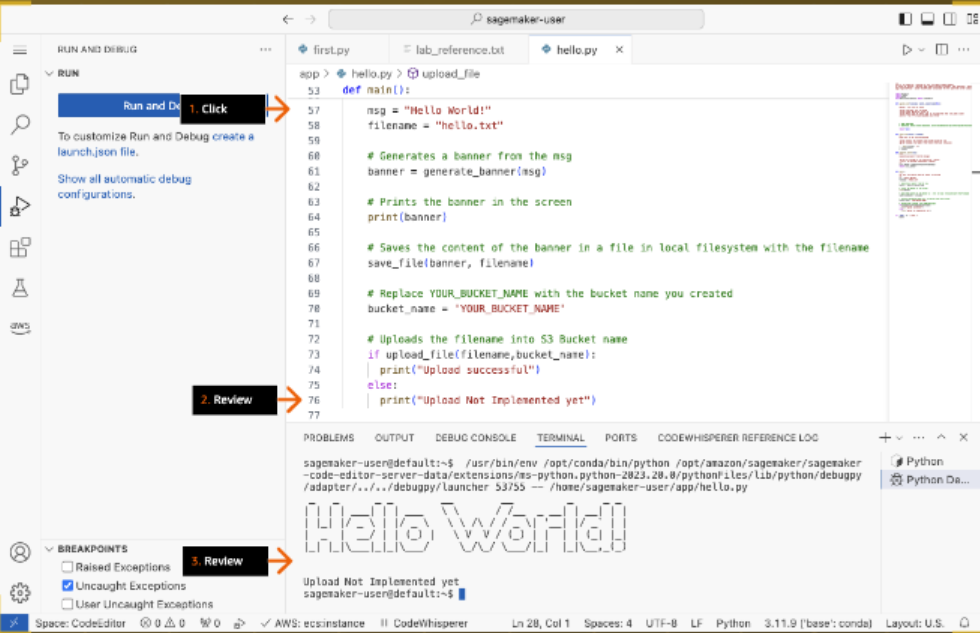 sagemaker-user
RUN AND DEBUG
RUN
Run and De
1. Click
To customize Run and Debug create a
launch.json file.
Show all automatic debug
configurations.
first.py
lab_reference.txt
hello.py
app > hello.py > upload_file
53 def main():
57 msg = "Hello World!"
58 filename = "hello.txt"
59
60 # Generates a banner from the msg
61 banner = generate_banner(msg)
62
63 # Prints the banner in the screen
64 print(banner)
65
66 # Saves the content of the banner in a file in local filesystem with the filename
67 save_file(banner, filename)
68
69 # Replace YOUR_BUCKET_NAME with the bucket name you created
70 bucket_name = 'YOUR_BUCKET_NAME'
71
72 # Uploads the filename into S3 Bucket name
73 if upload_file(filename,bucket_name):
74 print("Upload successful")
75 else:
76 print("Upload Not Implemented yet")
77
2. Review
aws
PROBLEMS OUTPUT DEBUG CONSOLE TERMINAL PORTS CODEWHISPERER REFERENCE LOG
sagemaker-user@default:~$ /usr/bin/env /opt/conda/bin/python /opt/amazon/sagemaker/sagemaker
-code-editor-server-data/extensions/ms-python.python-2023.20.0/pythonFiles/lib/python/debugpy
/adapter/../../debugpy/launcher 53755 -- /home/sagemaker-user/app/hello.py
Hello World!
Upload Not Implemented yet
sagemaker-user@default:~$
Python
Python De...
BREAKPOINTS
3. Review
Raised Exceptions
Uncaught Exceptions
User Uncaught Exceptions
Space: CodeEditor 0 0 0 AWS: ecs:instance CodeWhisperer Ln 28, Col 1 Spaces: 4 UTF-8 LF Python 3.11.9 ('base': conda) Layout: U.S.